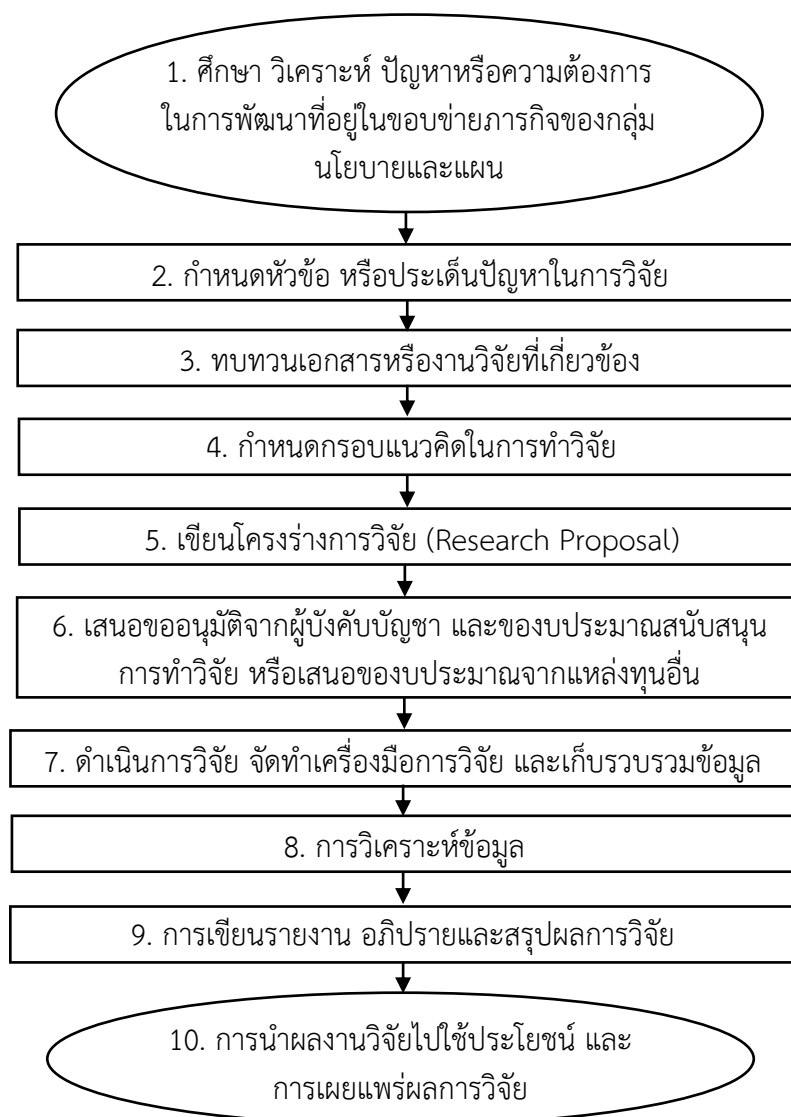 1. ศึกษา วิเคราะห์ ปัญหาหรือความต้องการ
ในการพัฒนาที่อยู่ในขอบข่ายภารกิจของกลุ่ม
นโยบายและแผน
2. กำหนดหัวข้อ หรือประเด็นปัญหาในการวิจัย
3. ทบทวนเอกสารหรืองานวิจัยที่เกี่ยวข้อง
4. กำหนดกรอบแนวคิดในการทำวิจัย
5. เขียนโครงร่างการวิจัย (Research Proposal)
6. เสนอขออนุมัติจากผู้บังคับบัญชา และของบประมาณสนับสนุน
การทำวิจัย หรือเสนอของบประมาณจากแหล่งทุนอื่น
7. ดำเนินการวิจัย จัดทำเครื่องมือการวิจัย และเก็บรวบรวมข้อมูล
8. การวิเคราะห์ข้อมูล
9. การเขียนรายงาน อภิปรายและสรุปผลการวิจัย
10. การนำผลงานวิจัยไปใช้ประโยชน์ และ
การเผยแพร่ผลการวิจัย